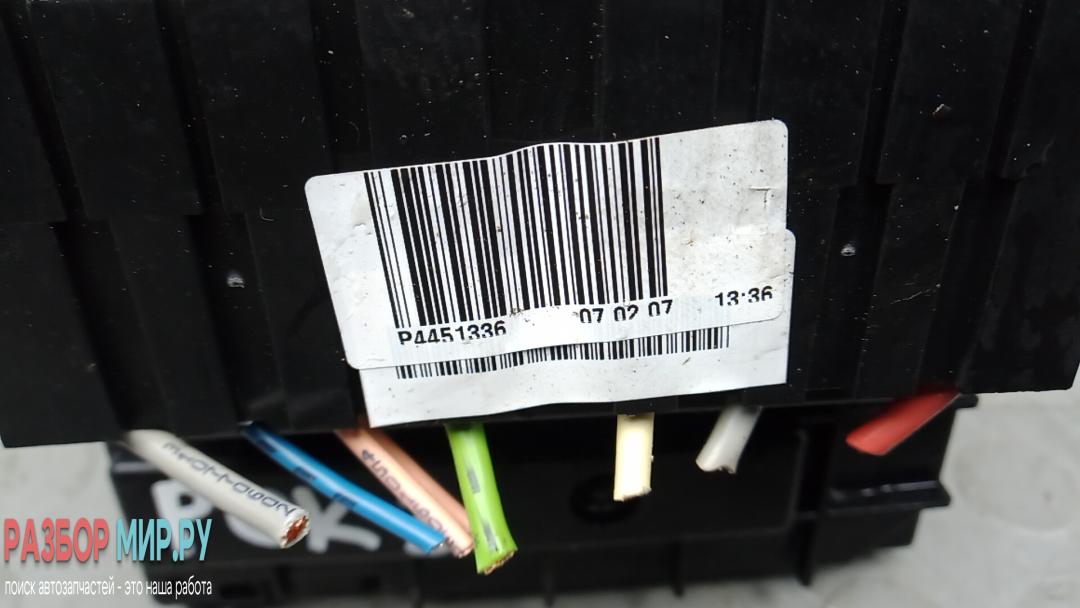 P4451336 07 02 07 13:36
РАЗБОР МИР.РУ
поиск автозапчастей - это наша работа